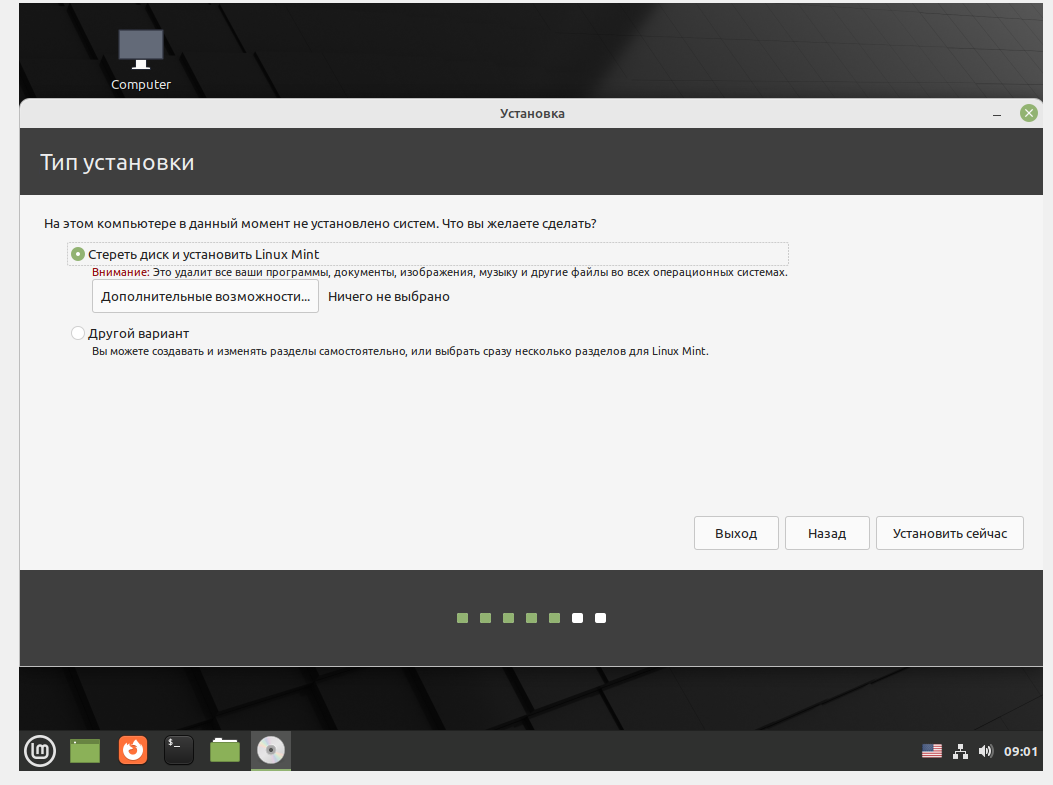 Computer
Установка
Тип установки
На этом компьютере в данный момент не установлено систем. Что вы желаете сделать?
Стереть диск и установить Linux Mint
Внимание: Это удалит все ваши программы, документы, изображения, музыку и другие файлы во всех операционных системах.
Дополнительные возможности... Ничего не выбрано
Другой вариант
Вы можете создавать и изменять разделы самостоятельно, или выбрать сразу несколько разделов для Linux Mint.
Выход Назад Установить сейчас
$_ 09:01